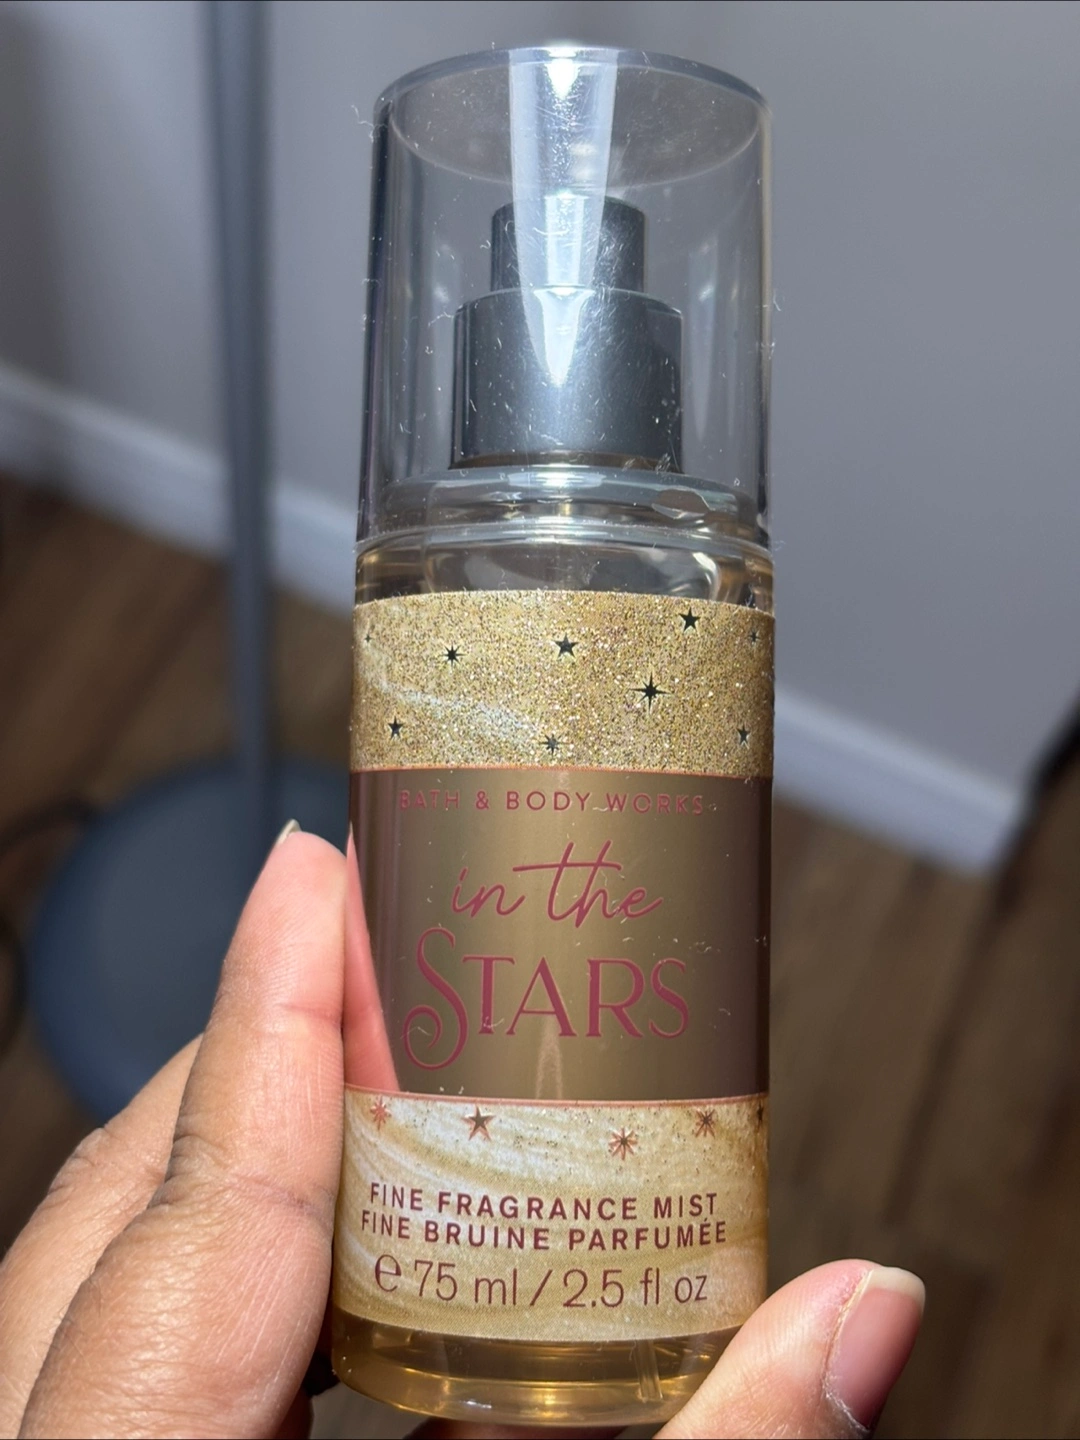 BATH & BODY WORKS
in the
STARS
FINE FRAGRANCE MIST
FINE BRUINE PARFUMÉE
e 75 ml / 2.5 fl oz